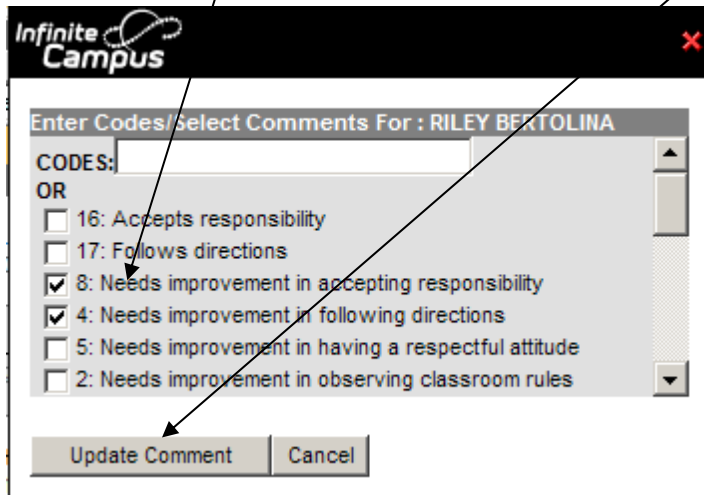 Infinite
Campus
Enter Codes/Select Comments For : RILEY BERTOLINA
CODES:
OR
16: Accepts responsibility
17: Follows directions
8: Needs improvement in accepting responsibility
4: Needs improvement in following directions
5: Needs improvement in having a respectful attitude
2: Needs improvement in observing classroom rules
Update Comment Cancel